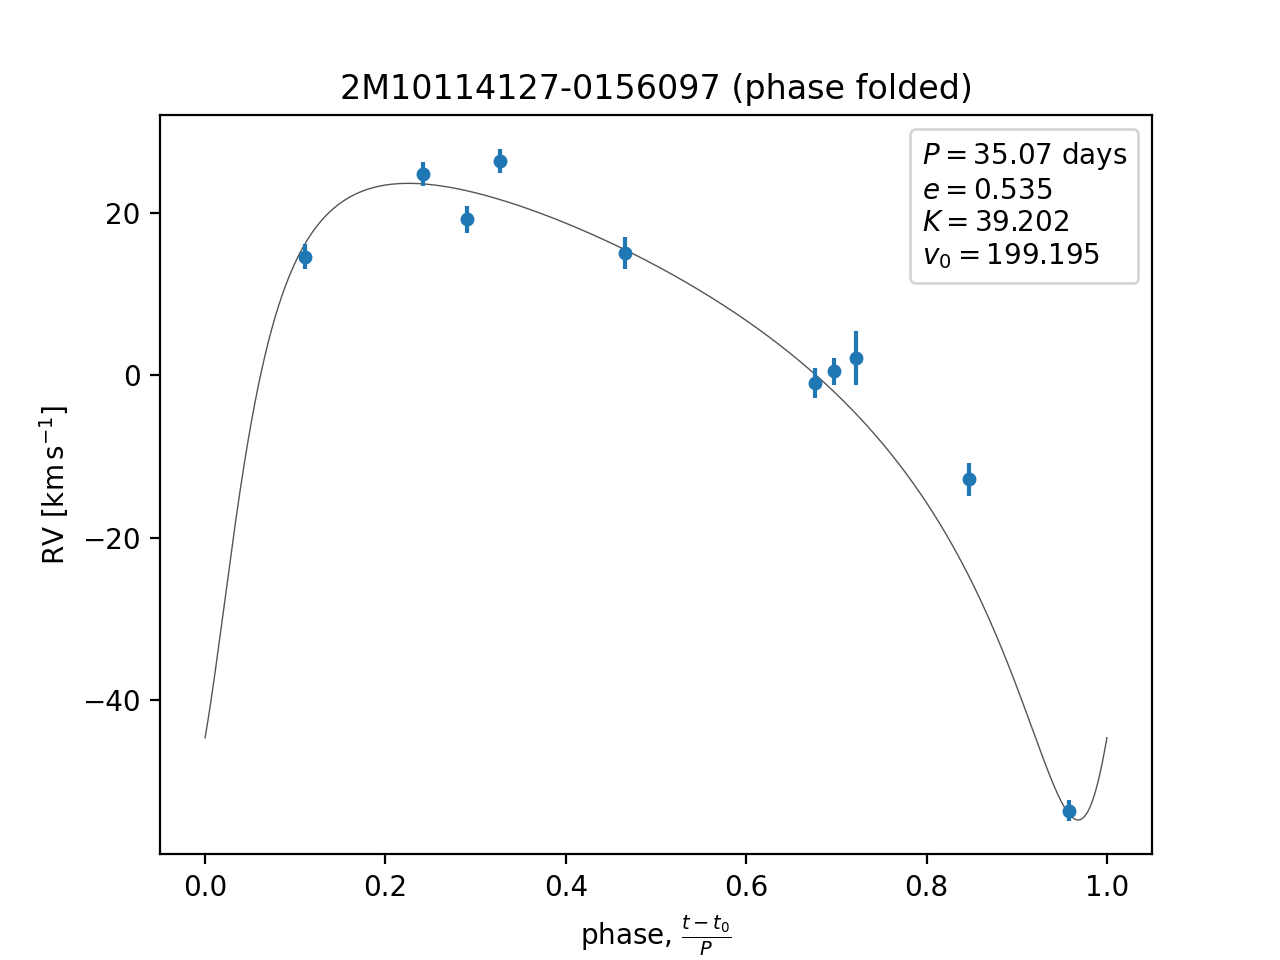 2M10114127-0156097 (phase folded)
P = 35.07 days
e = 0.535
K = 39.202
v₀ = 199.195
20
0
−20
−40
RV [km s⁻¹]
0.0 0.2 0.4 0.6 0.8 1.0
phase, (t − t₀)/P